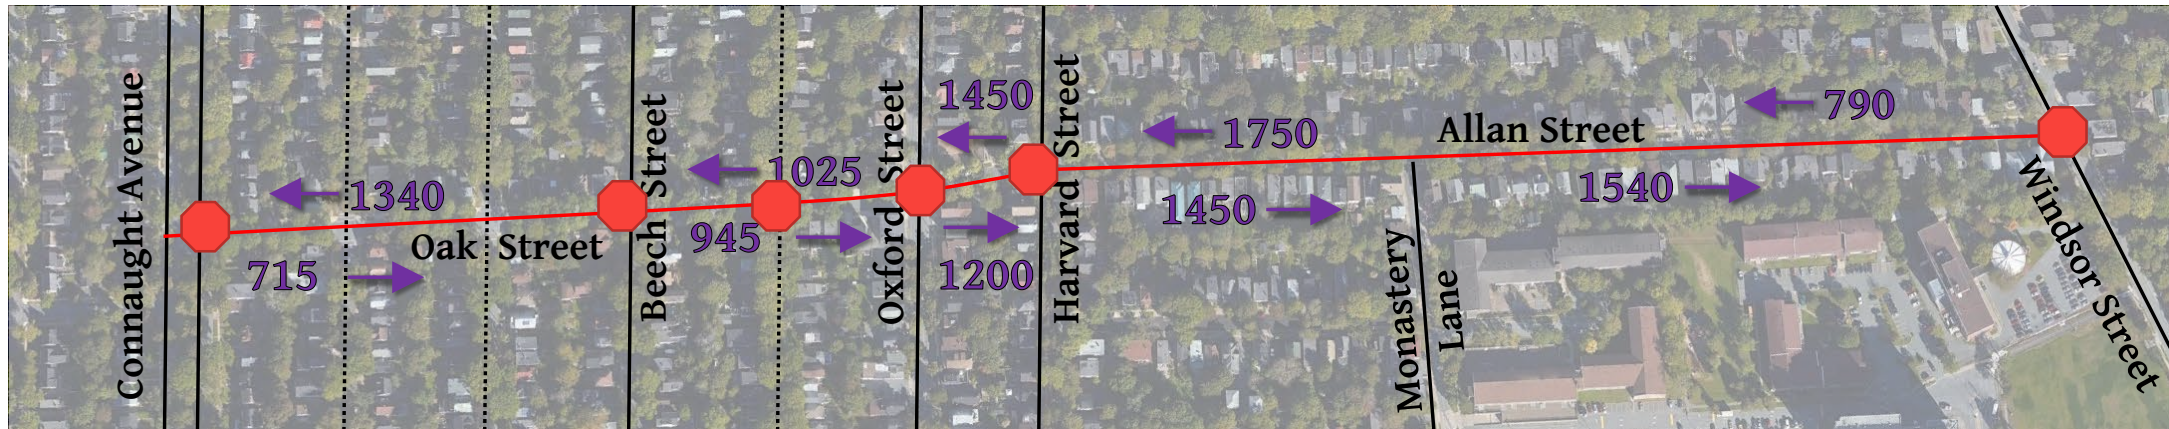 Connaught Avenue
1340
715
Oak Street
Beech Street
1025
945
Oxford Street
1450
1200
Harvard Street
1750
1450
Allan Street
790
1540
Monastery
Lane
Windsor Street